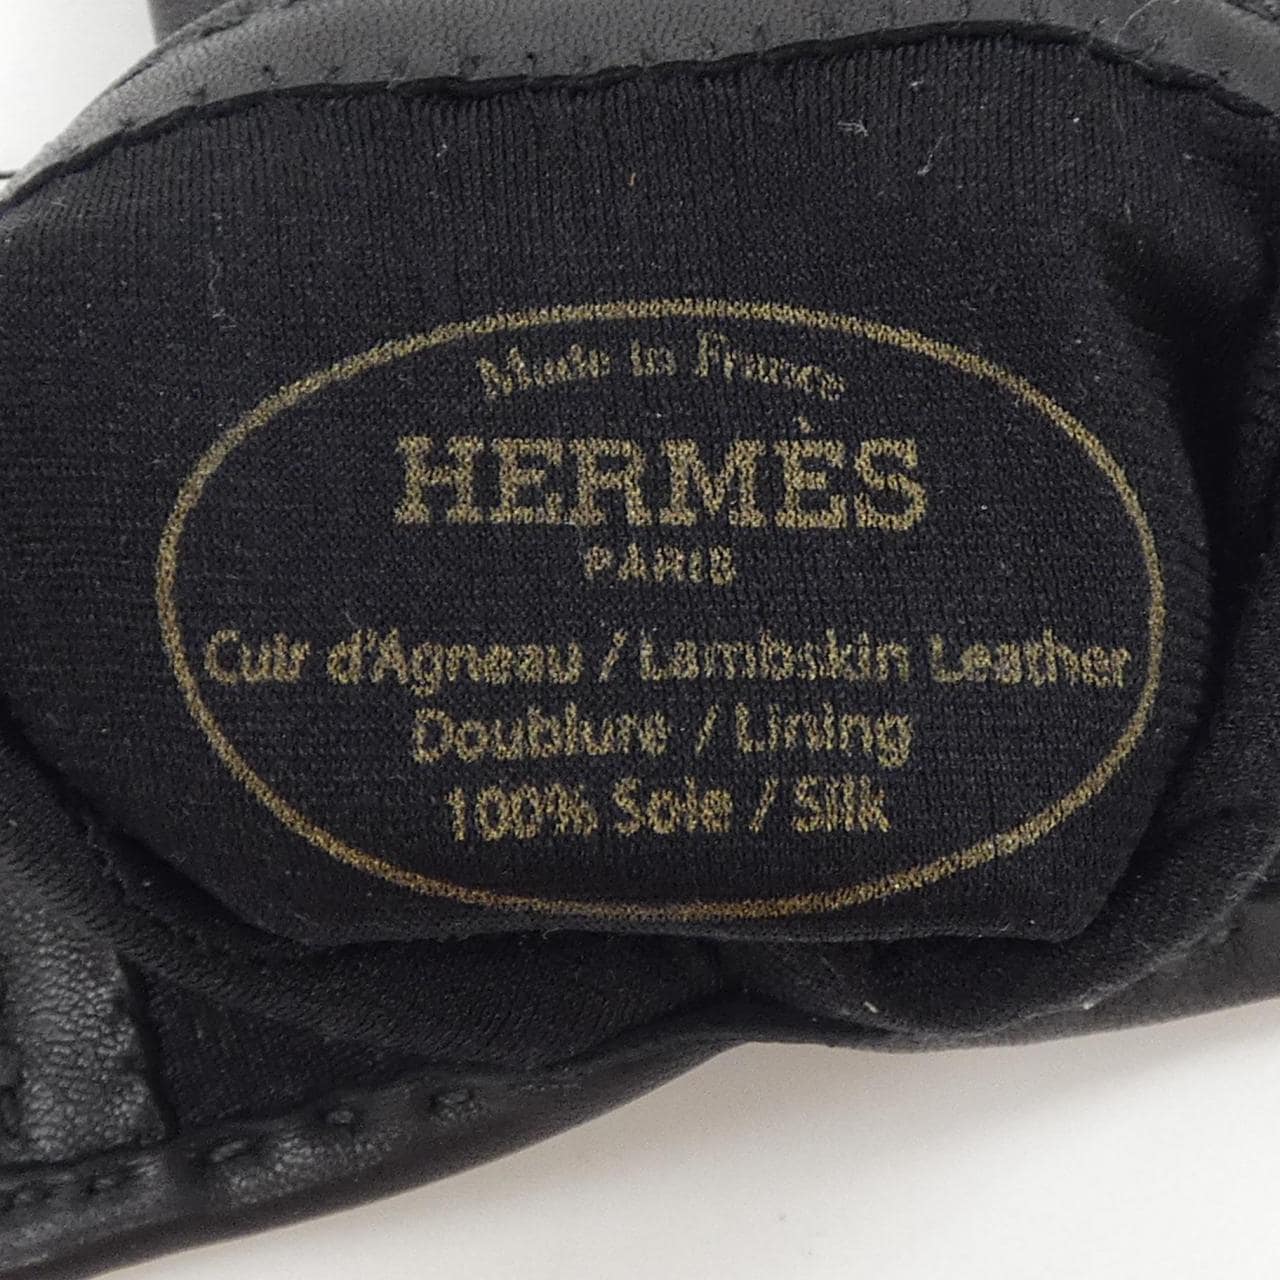 Made in France
HERMÈS
PARIS
Cuir d'Agneau / Lambskin Leather
Doublure / Lining
100% Soie / Silk